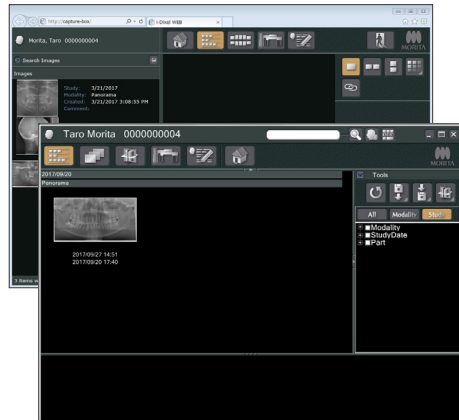 http://capture-box/
i-Dixel WEB
Morita, Taro 0000000004
MORITA
Search Images
Images
Study: 3/21/2017
Modality: Panorama
Created: 3/21/2017 3:08:55 PM
Comment:
3 Items
Taro Morita 0000000004
MORITA
2017/09/20
Panorama
2017/09/27 14:51
2017/09/20 17:40
Tools
All Modality Study
Modality
StudyDate
Part